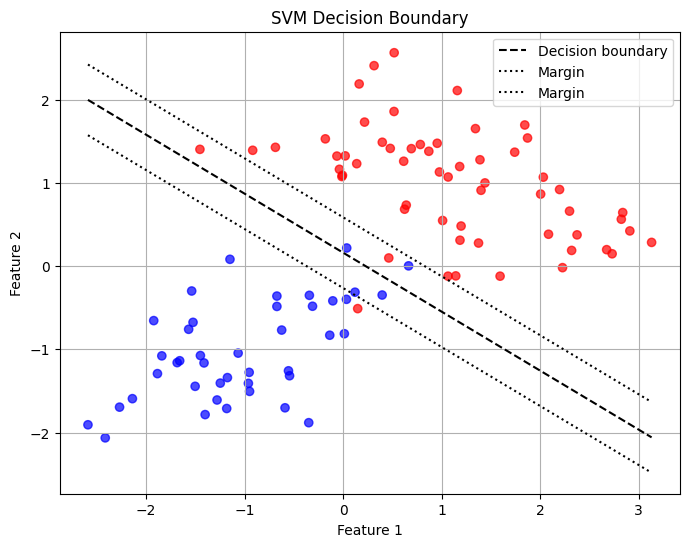 SVM Decision Boundary
Decision boundary
Margin
Margin
2
1
0
−1
−2
Feature 2
−2
−1
0
1
2
3
Feature 1